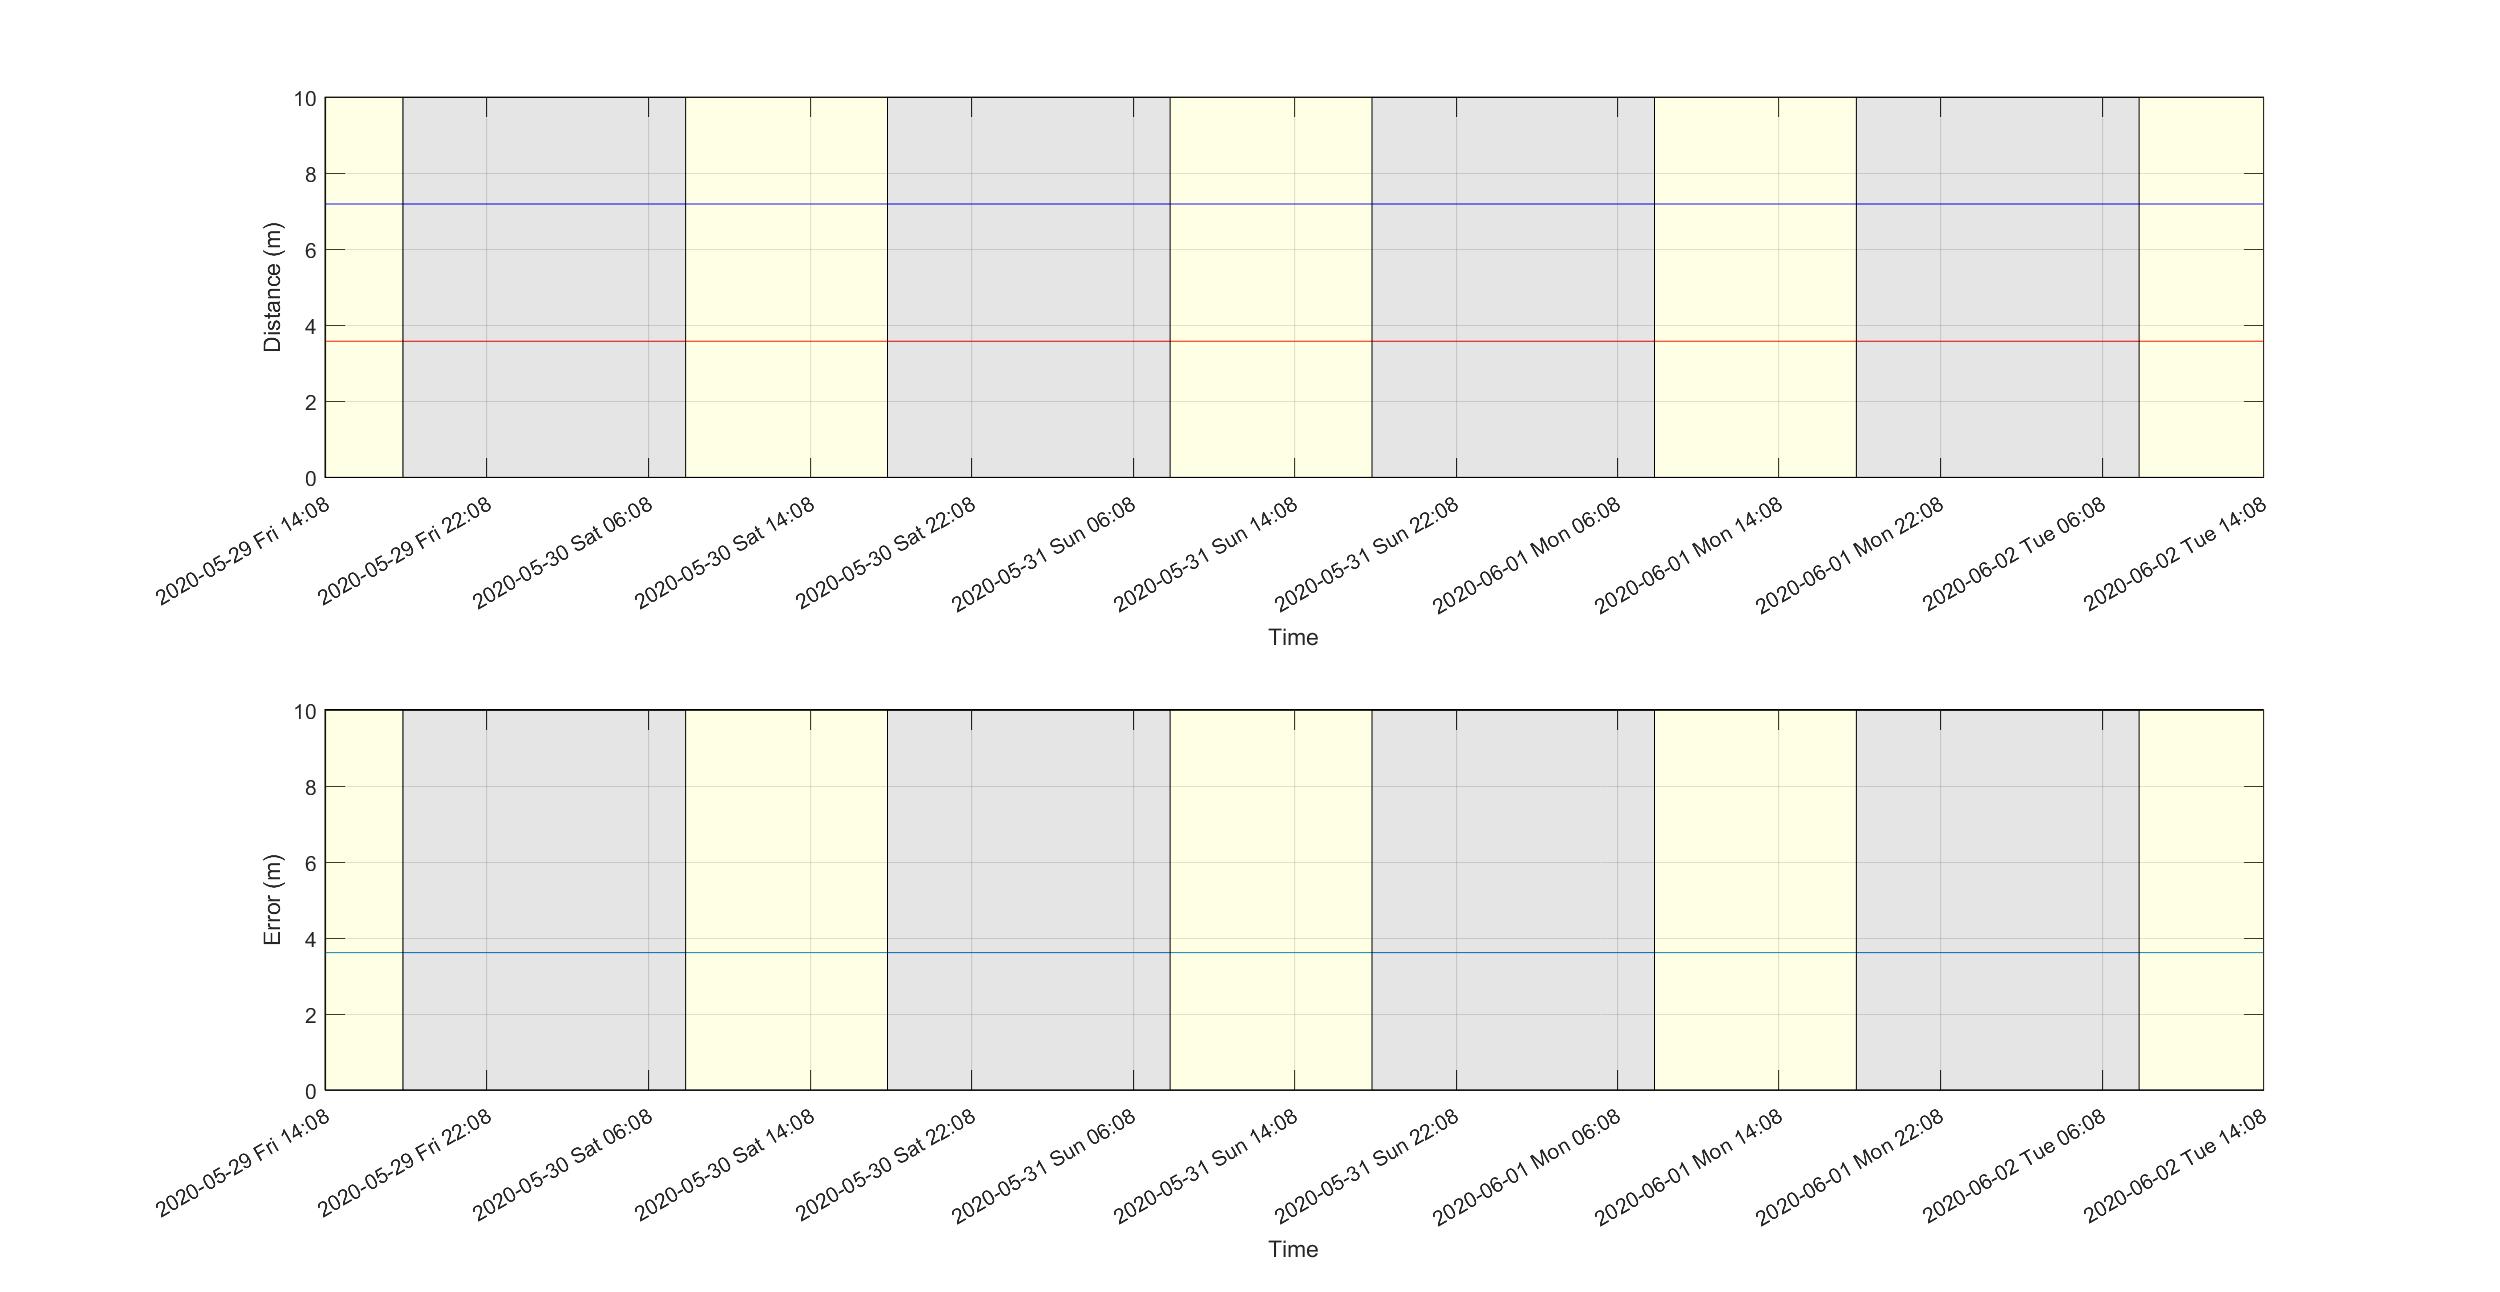 10
8
6
4
2
0
Distance (m)
2020-05-29 Fri 14:08
2020-05-29 Fri 22:08
2020-05-30 Sat 06:08
2020-05-30 Sat 14:08
2020-05-30 Sat 22:08
2020-05-31 Sun 06:08
2020-05-31 Sun 14:08
2020-05-31 Sun 22:08
2020-06-01 Mon 06:08
2020-06-01 Mon 14:08
2020-06-01 Mon 22:08
2020-06-02 Tue 06:08
2020-06-02 Tue 14:08
Time
10
8
6
4
2
0
Error (m)
2020-05-29 Fri 14:08
2020-05-29 Fri 22:08
2020-05-30 Sat 06:08
2020-05-30 Sat 14:08
2020-05-30 Sat 22:08
2020-05-31 Sun 06:08
2020-05-31 Sun 14:08
2020-05-31 Sun 22:08
2020-06-01 Mon 06:08
2020-06-01 Mon 14:08
2020-06-01 Mon 22:08
2020-06-02 Tue 06:08
2020-06-02 Tue 14:08
Time